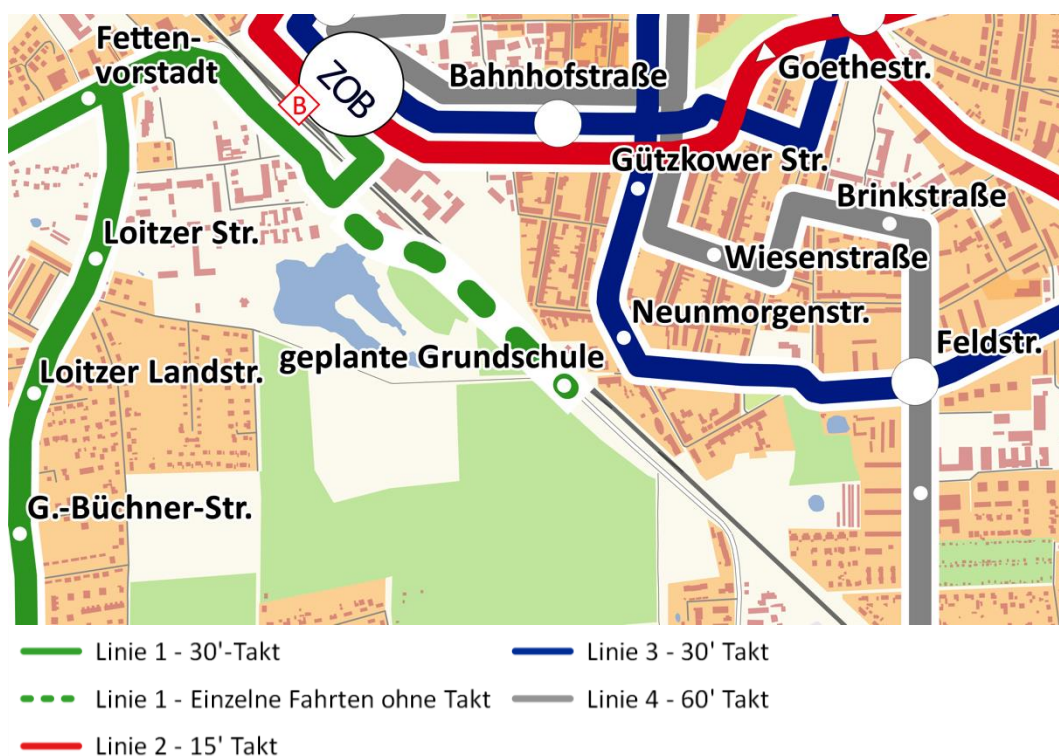 Fetten-
vorstadt
ZOB
B
Bahnhofstraße
Goethestr.
Gützkower Str.
Brinkstraße
Loitzer Str.
Wiesenstraße
Neunmorgenstr.
Feldstr.
geplante Grundschule
Loitzer Landstr.
G.-Büchner-Str.
Linie 1 - 30'-Takt
Linie 3 - 30' Takt
Linie 1 - Einzelne Fahrten ohne Takt
Linie 4 - 60' Takt
Linie 2 - 15' Takt